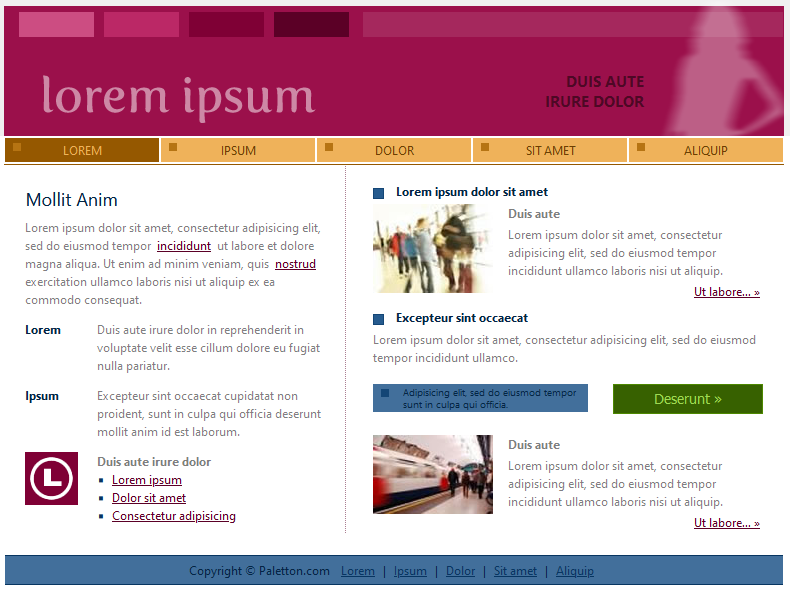 lorem ipsum
DUIS AUTE
IRURE DOLOR
LOREM
IPSUM
DOLOR
SIT AMET
ALIQUIP
Mollit Anim
Lorem ipsum dolor sit amet, consectetur adipisicing elit,
sed do eiusmod tempor incididunt ut labore et dolore
magna aliqua. Ut enim ad minim veniam, quis nostrud
exercitation ullamco laboris nisi ut aliquip ex ea
commodo consequat.
Lorem
Duis aute irure dolor in reprehenderit in
voluptate velit esse cillum dolore eu fugiat
nulla pariatur.
Ipsum
Excepteur sint occaecat cupidatat non
proident, sunt in culpa qui officia deserunt
mollit anim id est laborum.
L
Duis aute irure dolor
Lorem ipsum
Dolor sit amet
Consectetur adipisicing
Lorem ipsum dolor sit amet
Duis aute
Lorem ipsum dolor sit amet, consectetur
adipisicing elit, sed do eiusmod tempor
incididunt ullamco laboris nisi ut aliquip.
Ut labore... »
Excepteur sint occaecat
Lorem ipsum dolor sit amet, consectetur adipisicing elit, sed do eiusmod
tempor incididunt ullamco.
Adipisicing elit, sed do eiusmod tempor
sunt in culpa qui officia.
Deserunt »
Duis aute
Lorem ipsum dolor sit amet, consectetur
adipisicing elit, sed do eiusmod tempor
incididunt ullamco laboris nisi ut aliquip.
Ut labore... »
Copyright © Paletton.com Lorem | Ipsum | Dolor | Sit amet | Aliquip